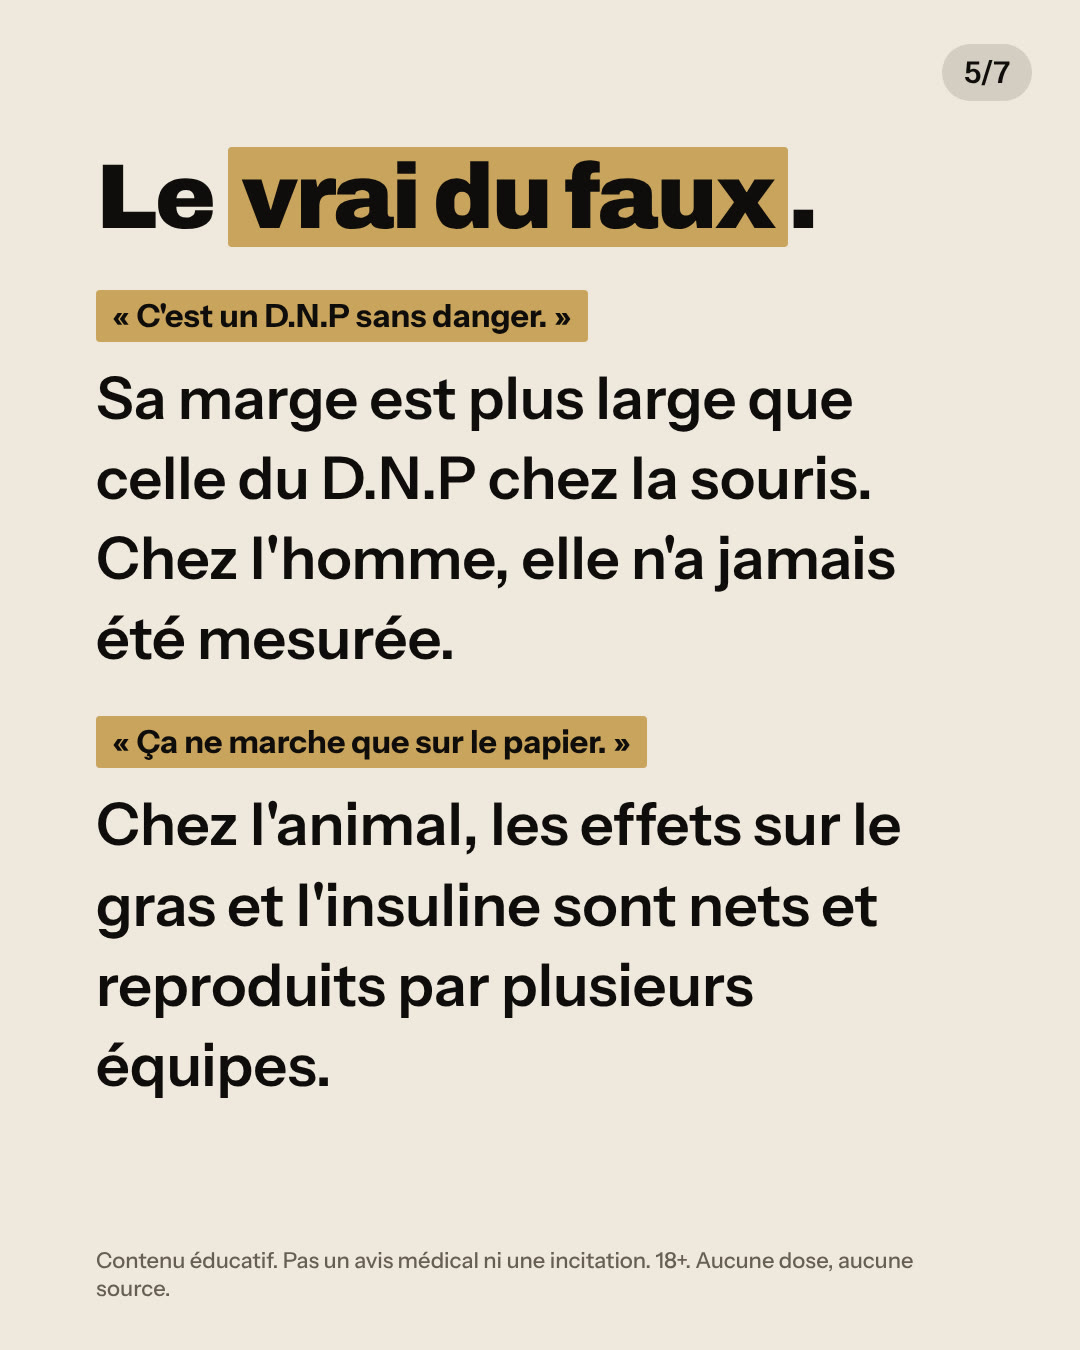 5/7
Le vrai du faux.
« C'est un D.N.P sans danger. »
Sa marge est plus large que
celle du D.N.P chez la souris.
Chez l'homme, elle n'a jamais
été mesurée.
« Ça ne marche que sur le papier. »
Chez l'animal, les effets sur le
gras et l'insuline sont nets et
reproduits par plusieurs
équipes.
Contenu éducatif. Pas un avis médical ni une incitation. 18+. Aucune dose, aucune
source.